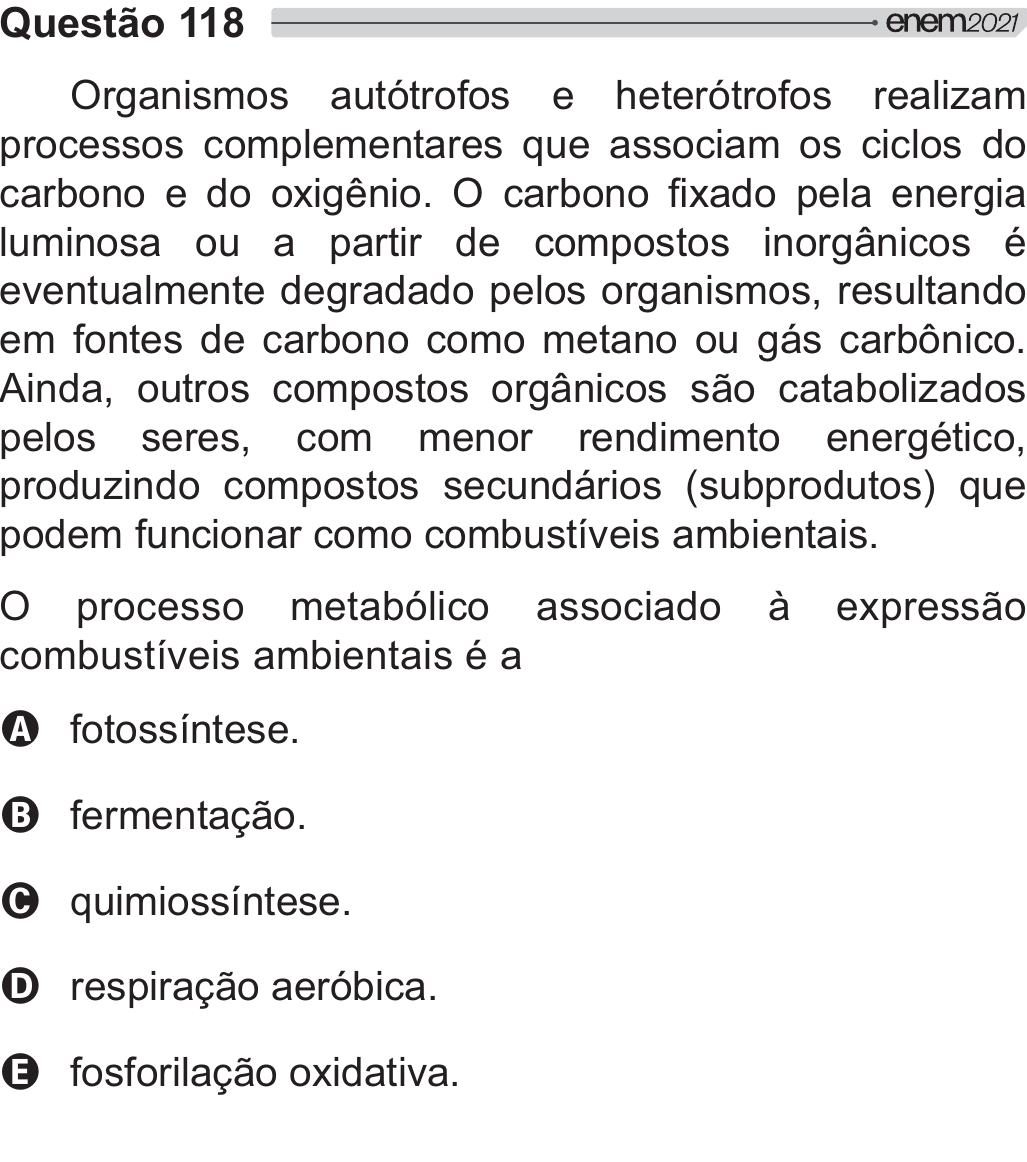 Questão 118 enem2021
Organismos autótrofos e heterótrofos realizam
processos complementares que associam os ciclos do
carbono e do oxigênio. O carbono fixado pela energia
luminosa ou a partir de compostos inorgânicos é
eventualmente degradado pelos organismos, resultando
em fontes de carbono como metano ou gás carbônico.
Ainda, outros compostos orgânicos são catabolizados
pelos seres, com menor rendimento energético,
produzindo compostos secundários (subprodutos) que
podem funcionar como combustíveis ambientais.
O processo metabólico associado à expressão
combustíveis ambientais é a
A fotossíntese.
B fermentação.
C quimiossíntese.
D respiração aeróbica.
E fosforilação oxidativa.